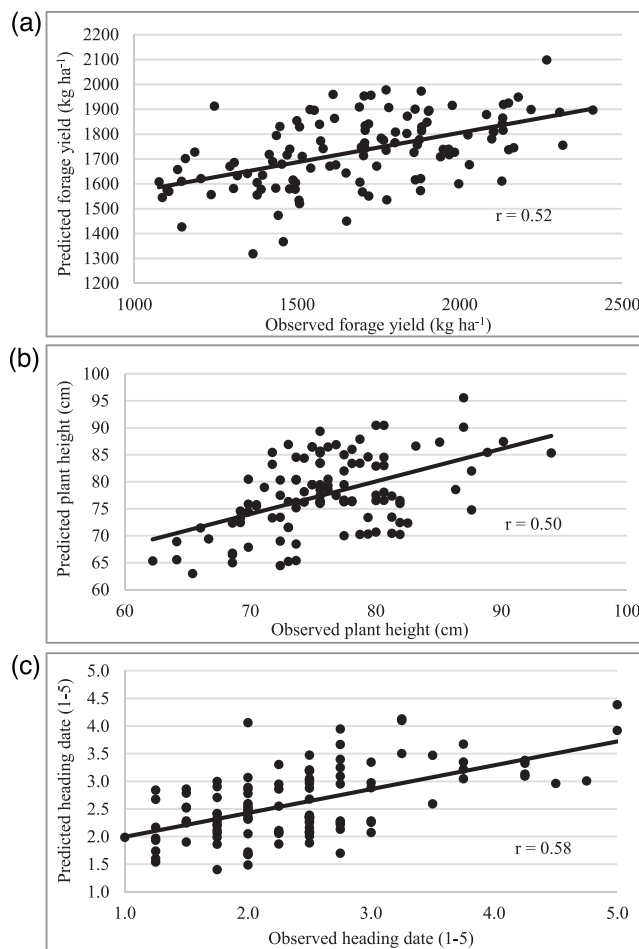 (a)
Predicted forage yield (kg ha-1)
2200
2100
2000
1900
1800
1700
1600
1500
1400
1300
1200
r = 0.52
1000 1500 2000 2500
Observed forage yield (kg ha-1)
(b)
Predicted plant height (cm)
100
95
90
85
80
75
70
65
60
r = 0.50
60 70 80 90 100
Observed plant height (cm)
(c)
Predicted heading date (1-5)
5.0
4.5
4.0
3.5
3.0
2.5
2.0
1.5
1.0
r = 0.58
1.0 2.0 3.0 4.0 5.0
Observed heading date (1-5)